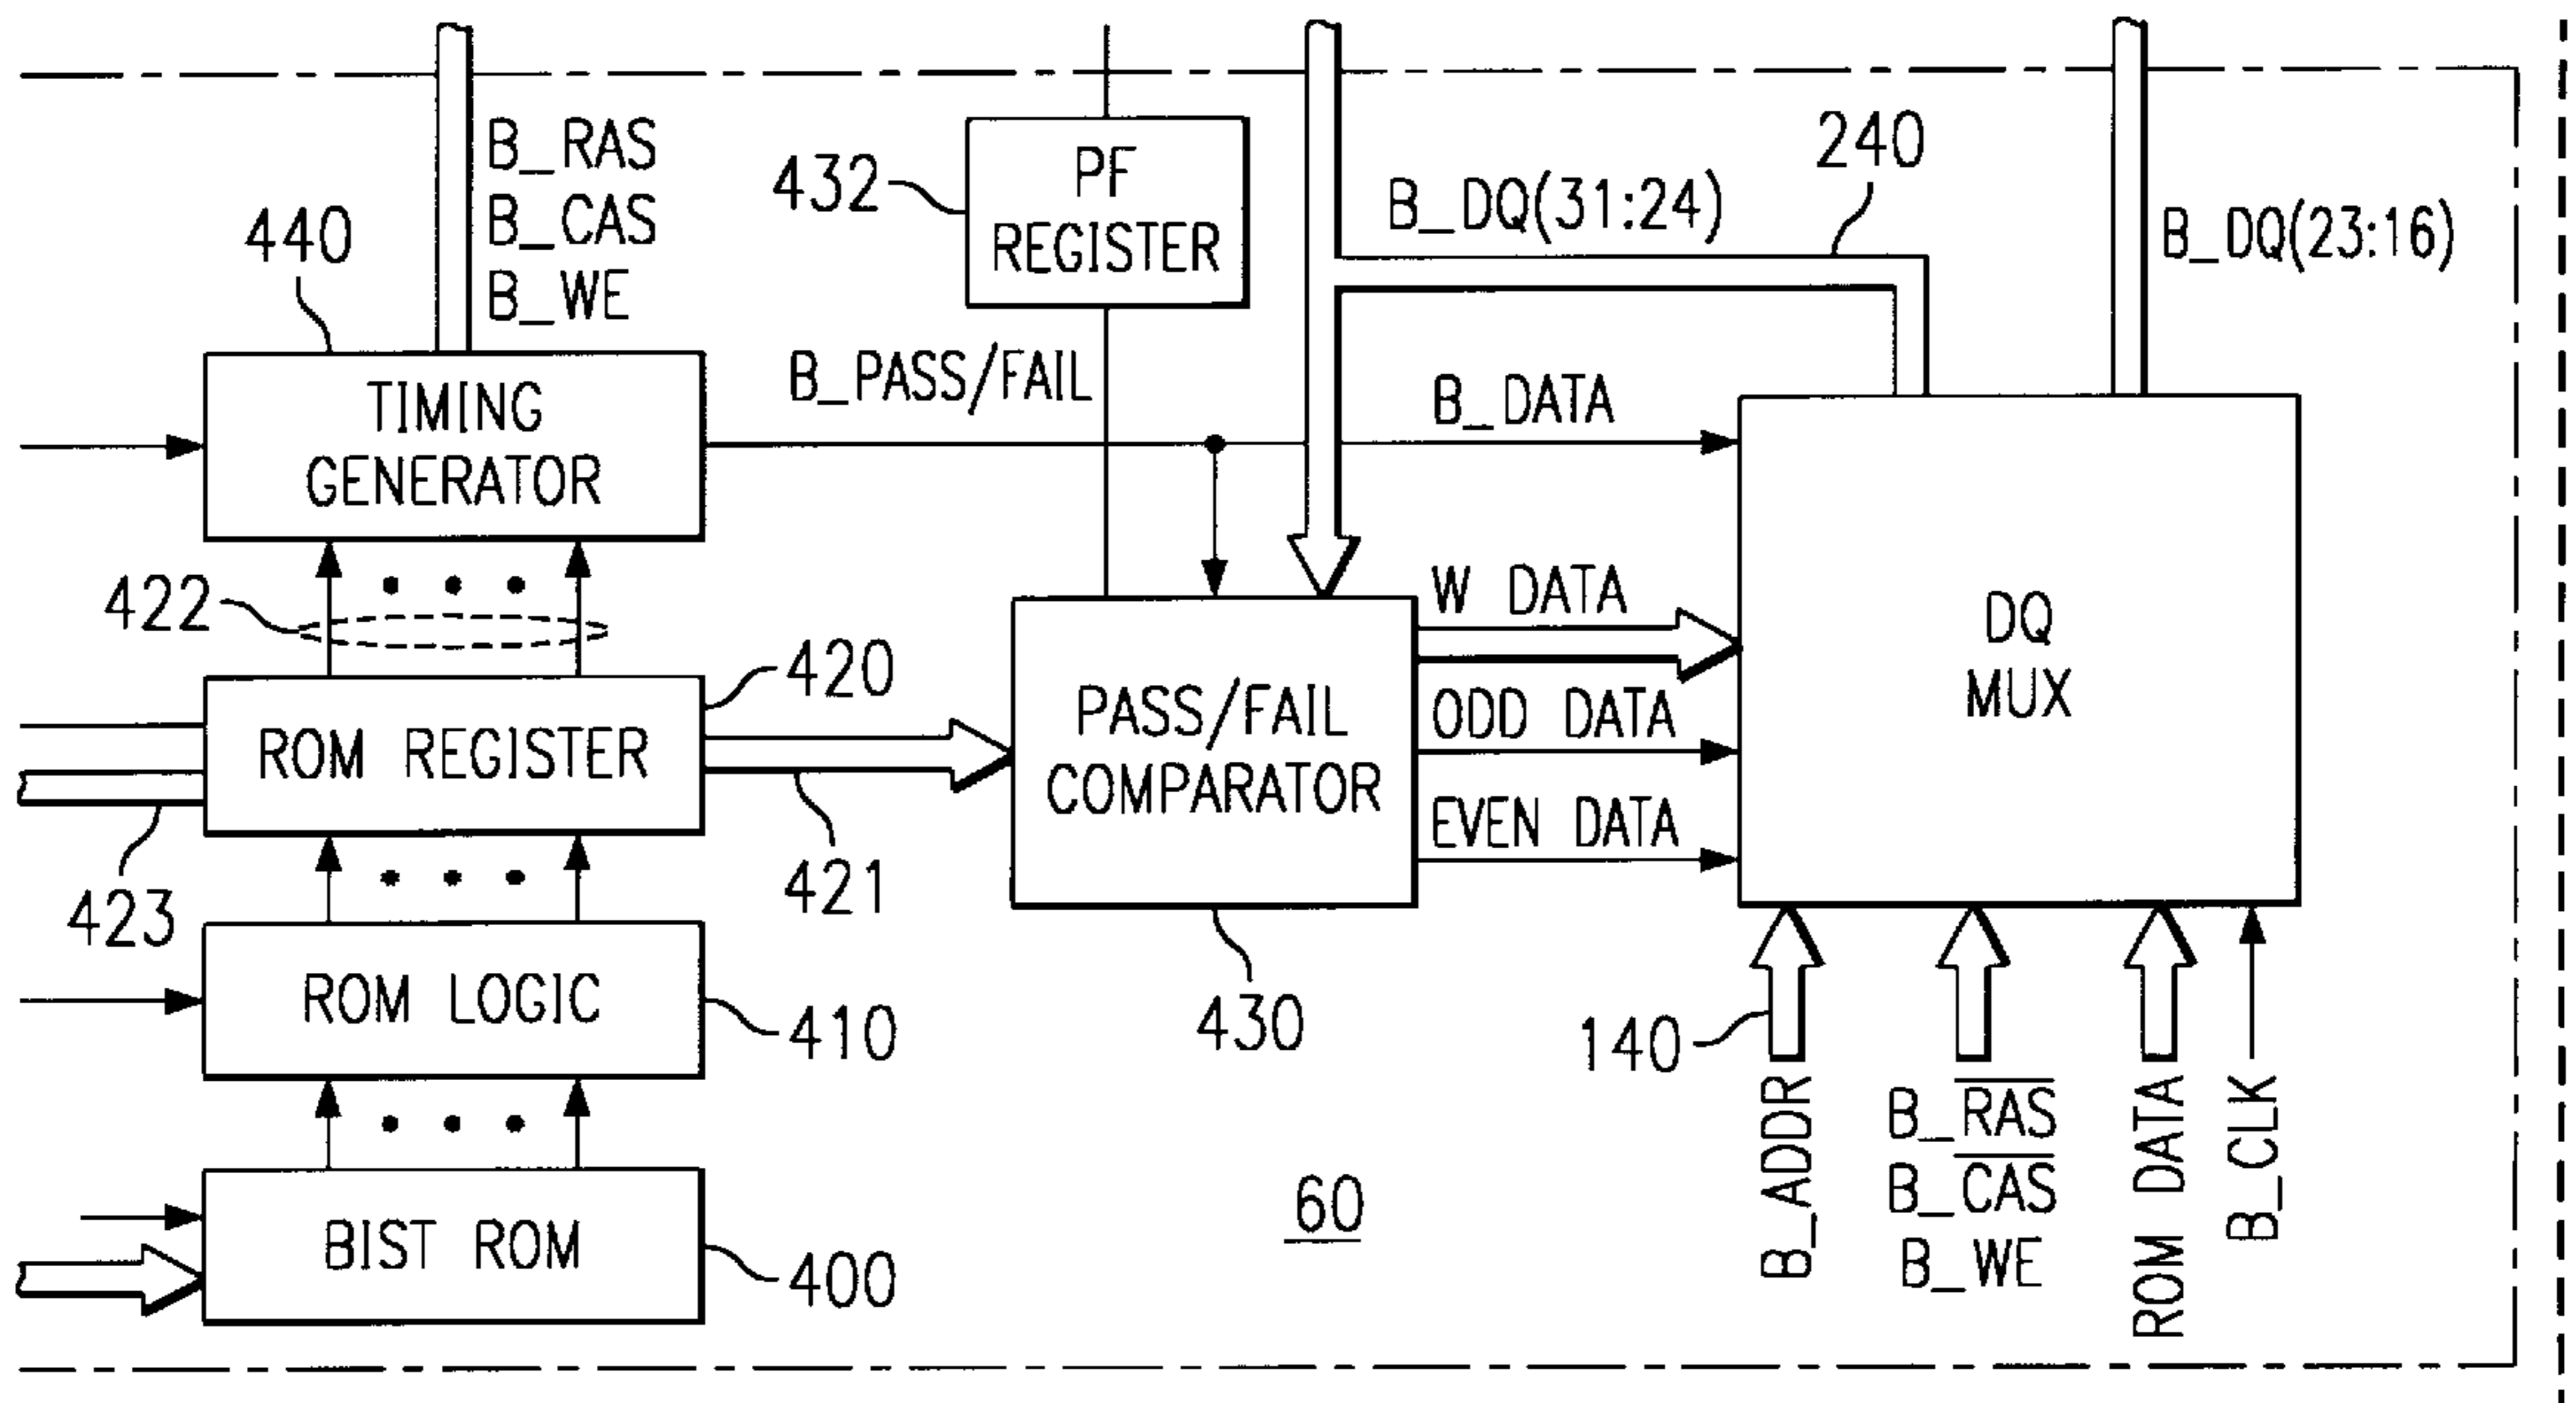 B_RAS
B_CAS
B_WE
440
TIMING
GENERATOR
432
PF
REGISTER
B_PASS/FAIL
B_DQ(31:24)
240
B_DQ(23:16)
B_DATA
422
420
ROM REGISTER
423
421
PASS/FAIL
COMPARATOR
430
W DATA
ODD DATA
EVEN DATA
DQ
MUX
ROM LOGIC
410
BIST ROM
400
60
140
B_ADDR
B_R̅A̅S̅
B_C̅A̅S̅
B_WE
ROM DATA
B_CLK